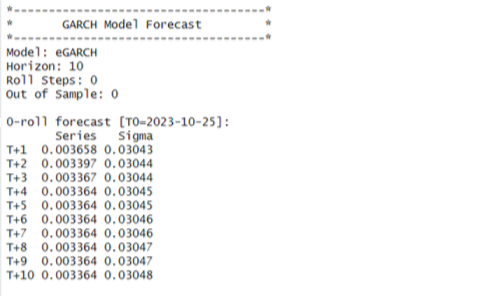 *------------------------------------*
*       GARCH Model Forecast         *
*------------------------------------*
Model: eGARCH
Horizon: 10
Roll Steps: 0
Out of Sample: 0

0-roll forecast [T0=2023-10-25]:
       Series   Sigma
T+1  0.003658 0.03043
T+2  0.003397 0.03044
T+3  0.003367 0.03044
T+4  0.003364 0.03045
T+5  0.003364 0.03045
T+6  0.003364 0.03046
T+7  0.003364 0.03046
T+8  0.003364 0.03047
T+9  0.003364 0.03047
T+10 0.003364 0.03048